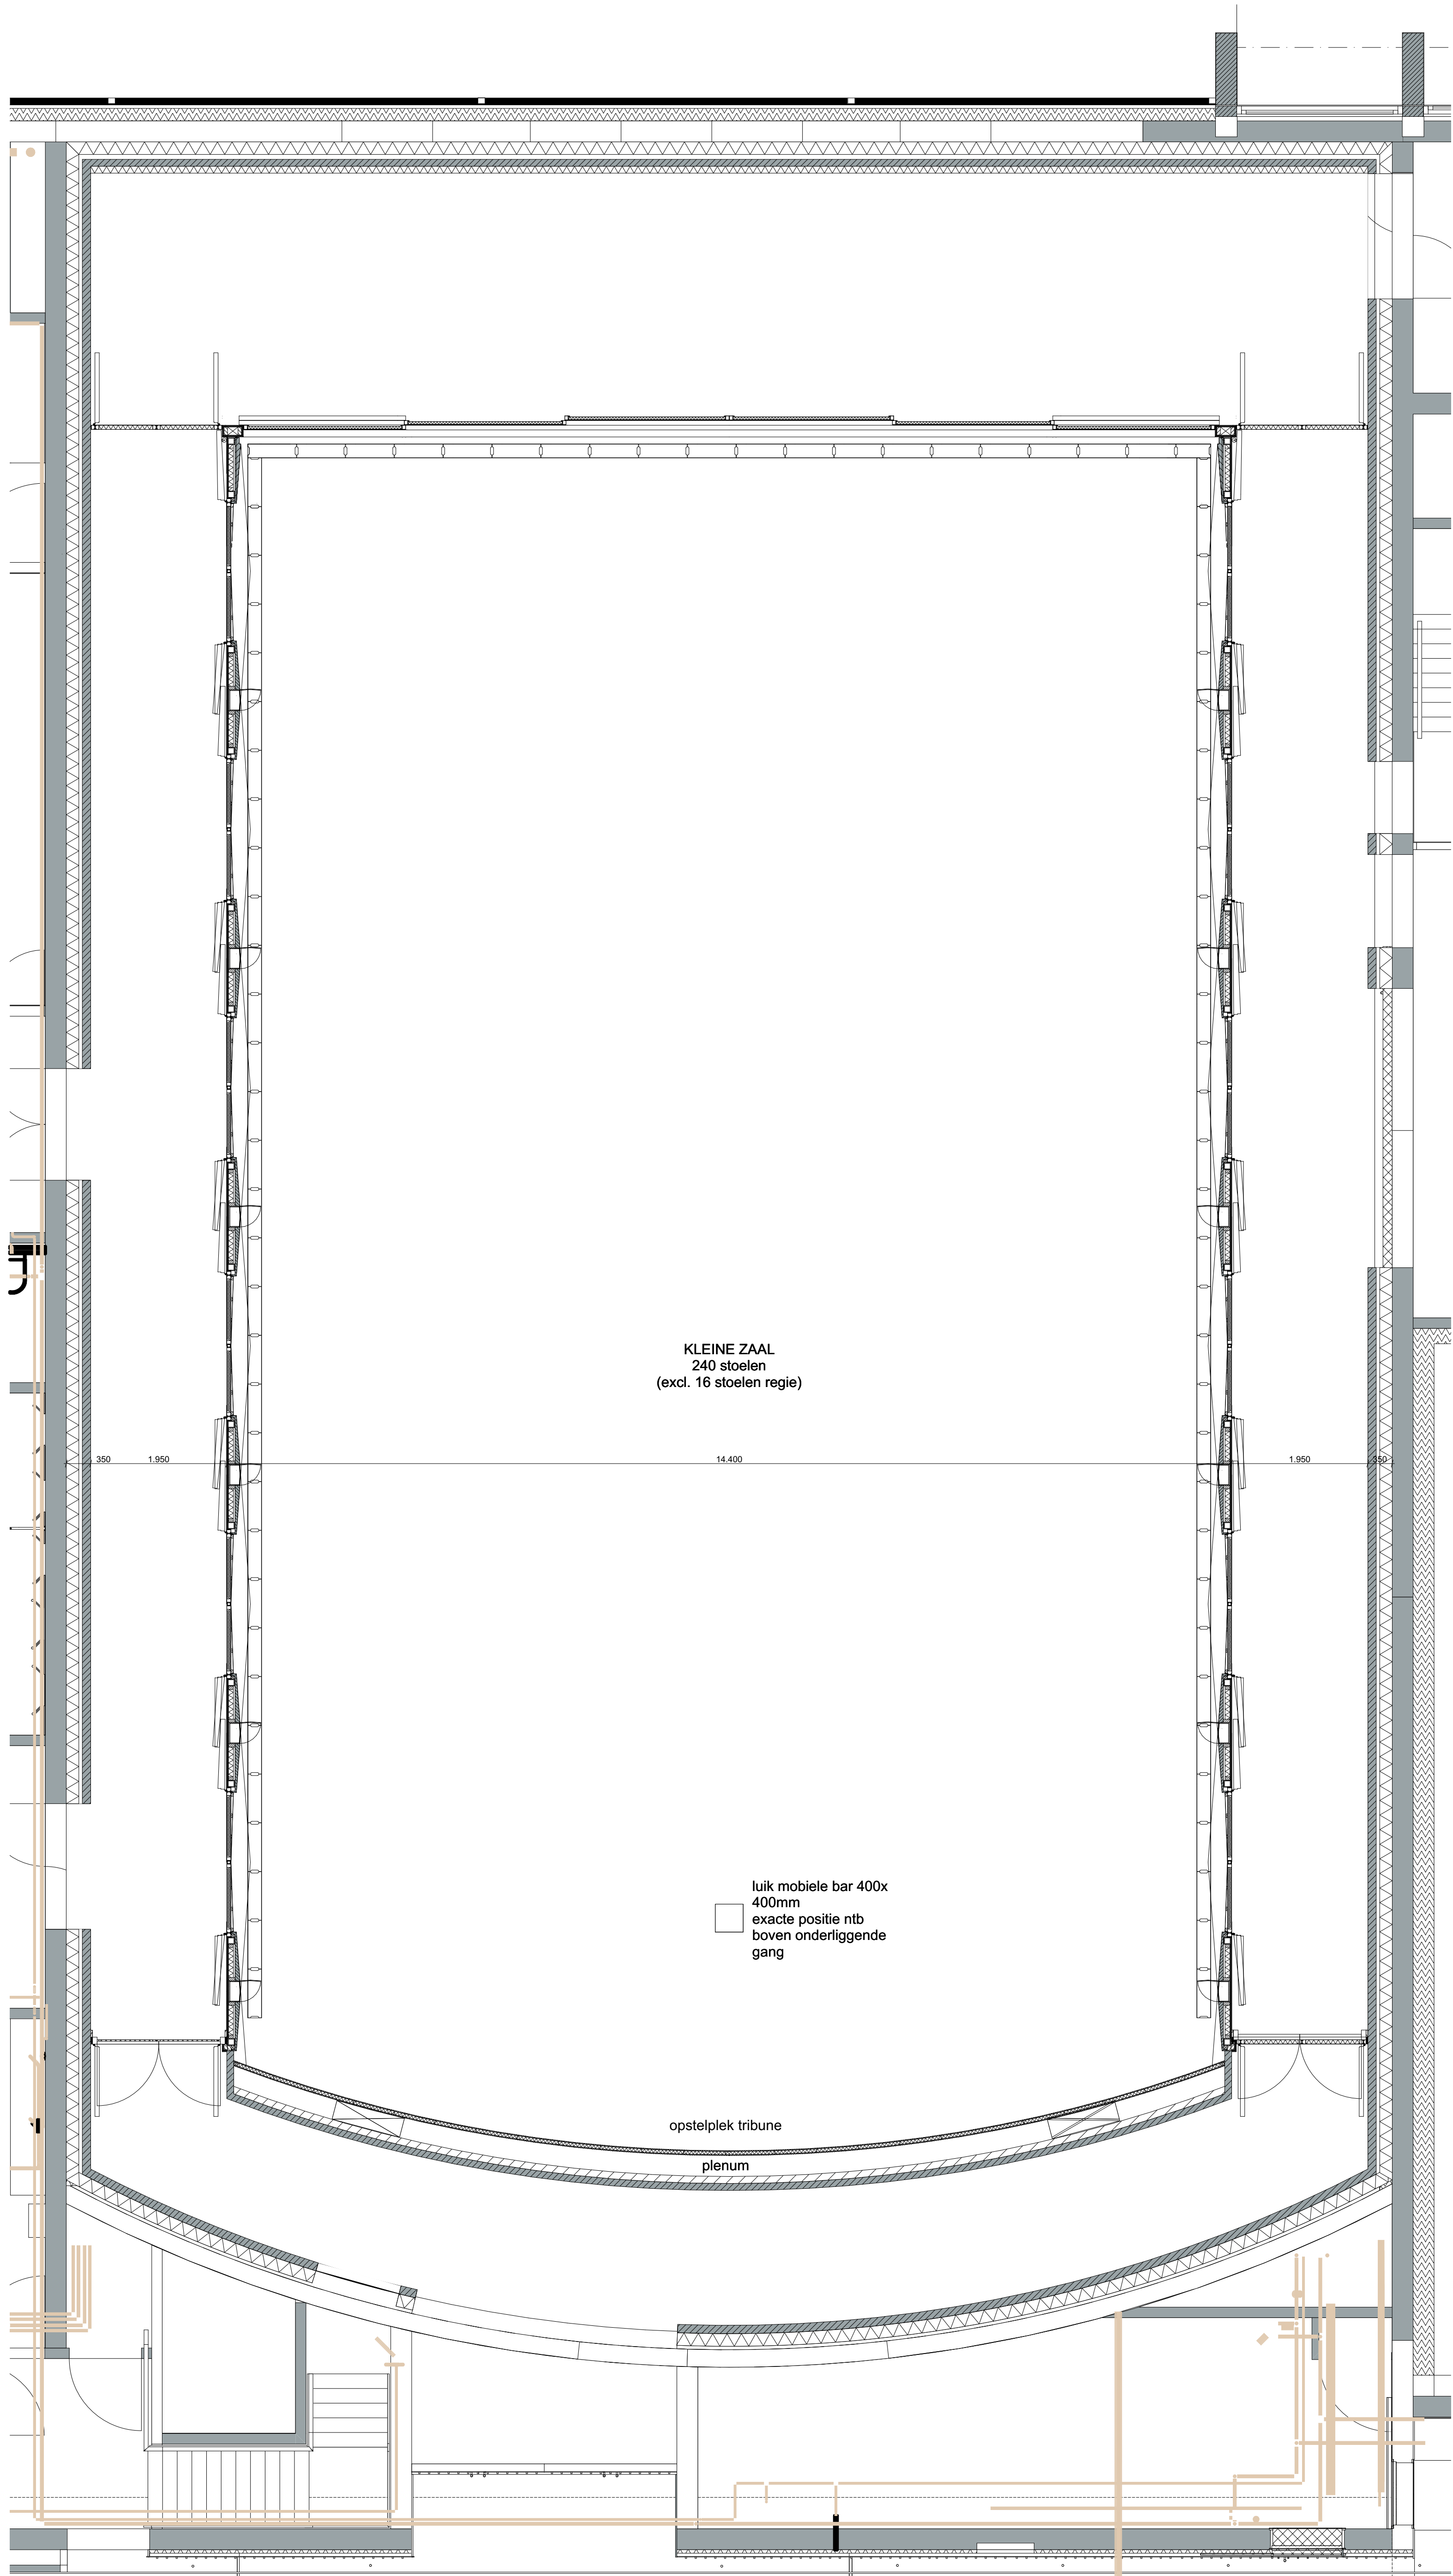 KLEINE ZAAL
240 stoelen
(excl. 16 stoelen regie)
350 1.950 14.400 1.950 350
luik mobiele bar 400x
400mm
exacte positie ntb
boven onderliggende
gang
opstelplek tribune
plenum